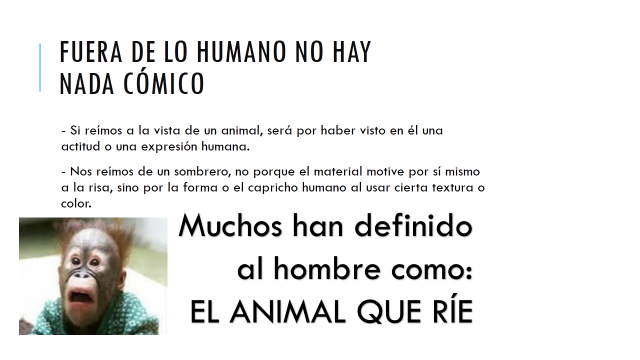 FUERA DE LO HUMANO NO HAY
NADA CÓMICO
- Si reímos a la vista de un animal, será por haber visto en él una
actitud o una expresión humana.
- Nos reímos de un sombrero, no porque el material motive por sí mismo
a la risa, sino por la forma o el capricho humano al usar cierta textura o
color.
Muchos han definido
al hombre como:
EL ANIMAL QUE RÍE